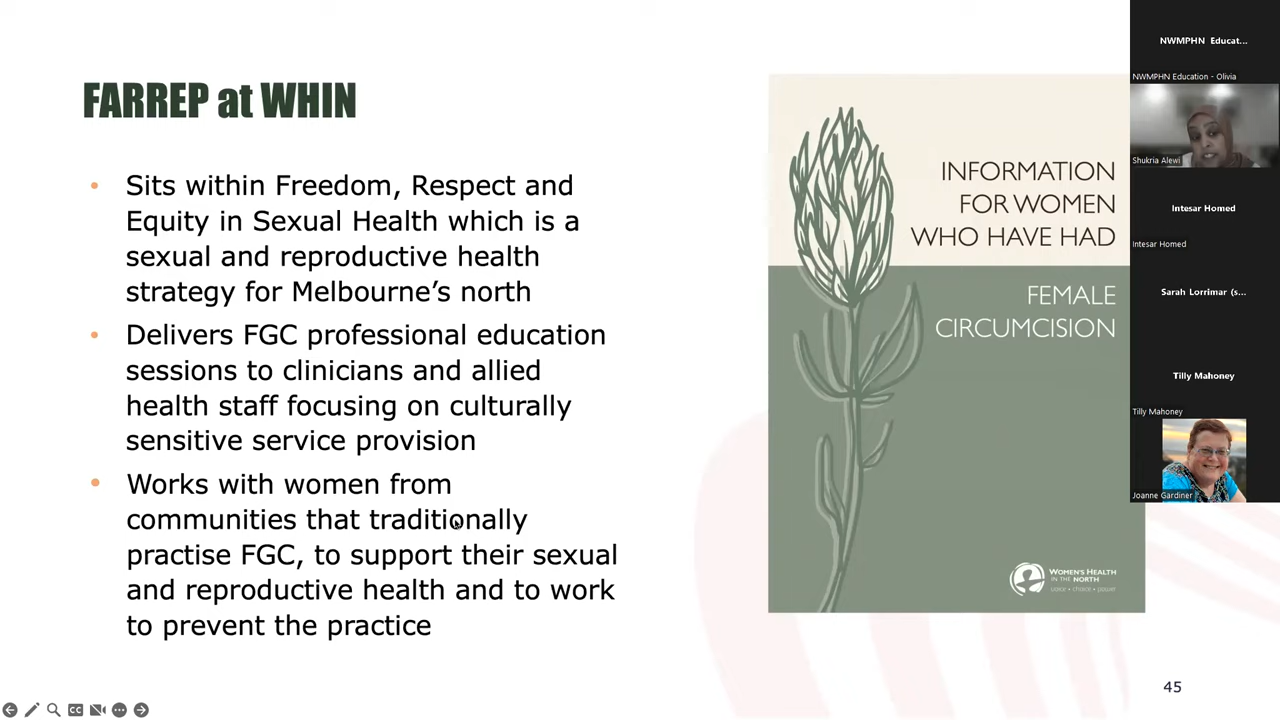 FARREP at WHIN
• Sits within Freedom, Respect and
Equity in Sexual Health which is a
sexual and reproductive health
strategy for Melbourne's north
• Delivers FGC professional education
sessions to clinicians and allied
health staff focusing on culturally
sensitive service provision
• Works with women from
communities that traditionally
practise FGC, to support their sexual
and reproductive health and to work
to prevent the practice
INFORMATION
FOR WOMEN
WHO HAVE HAD
FEMALE
CIRCUMCISION
WOMEN'S HEALTH
IN THE NORTH
voice • choice • power
45
NWMPHN Educat...
NWMPHN Education - Olivia
Shukria Alewi
Intesar Homed
Intesar Homed
Sarah Lorrimar (s...
Tilly Mahoney
Tilly Mahoney
Joanne Gardiner
CC